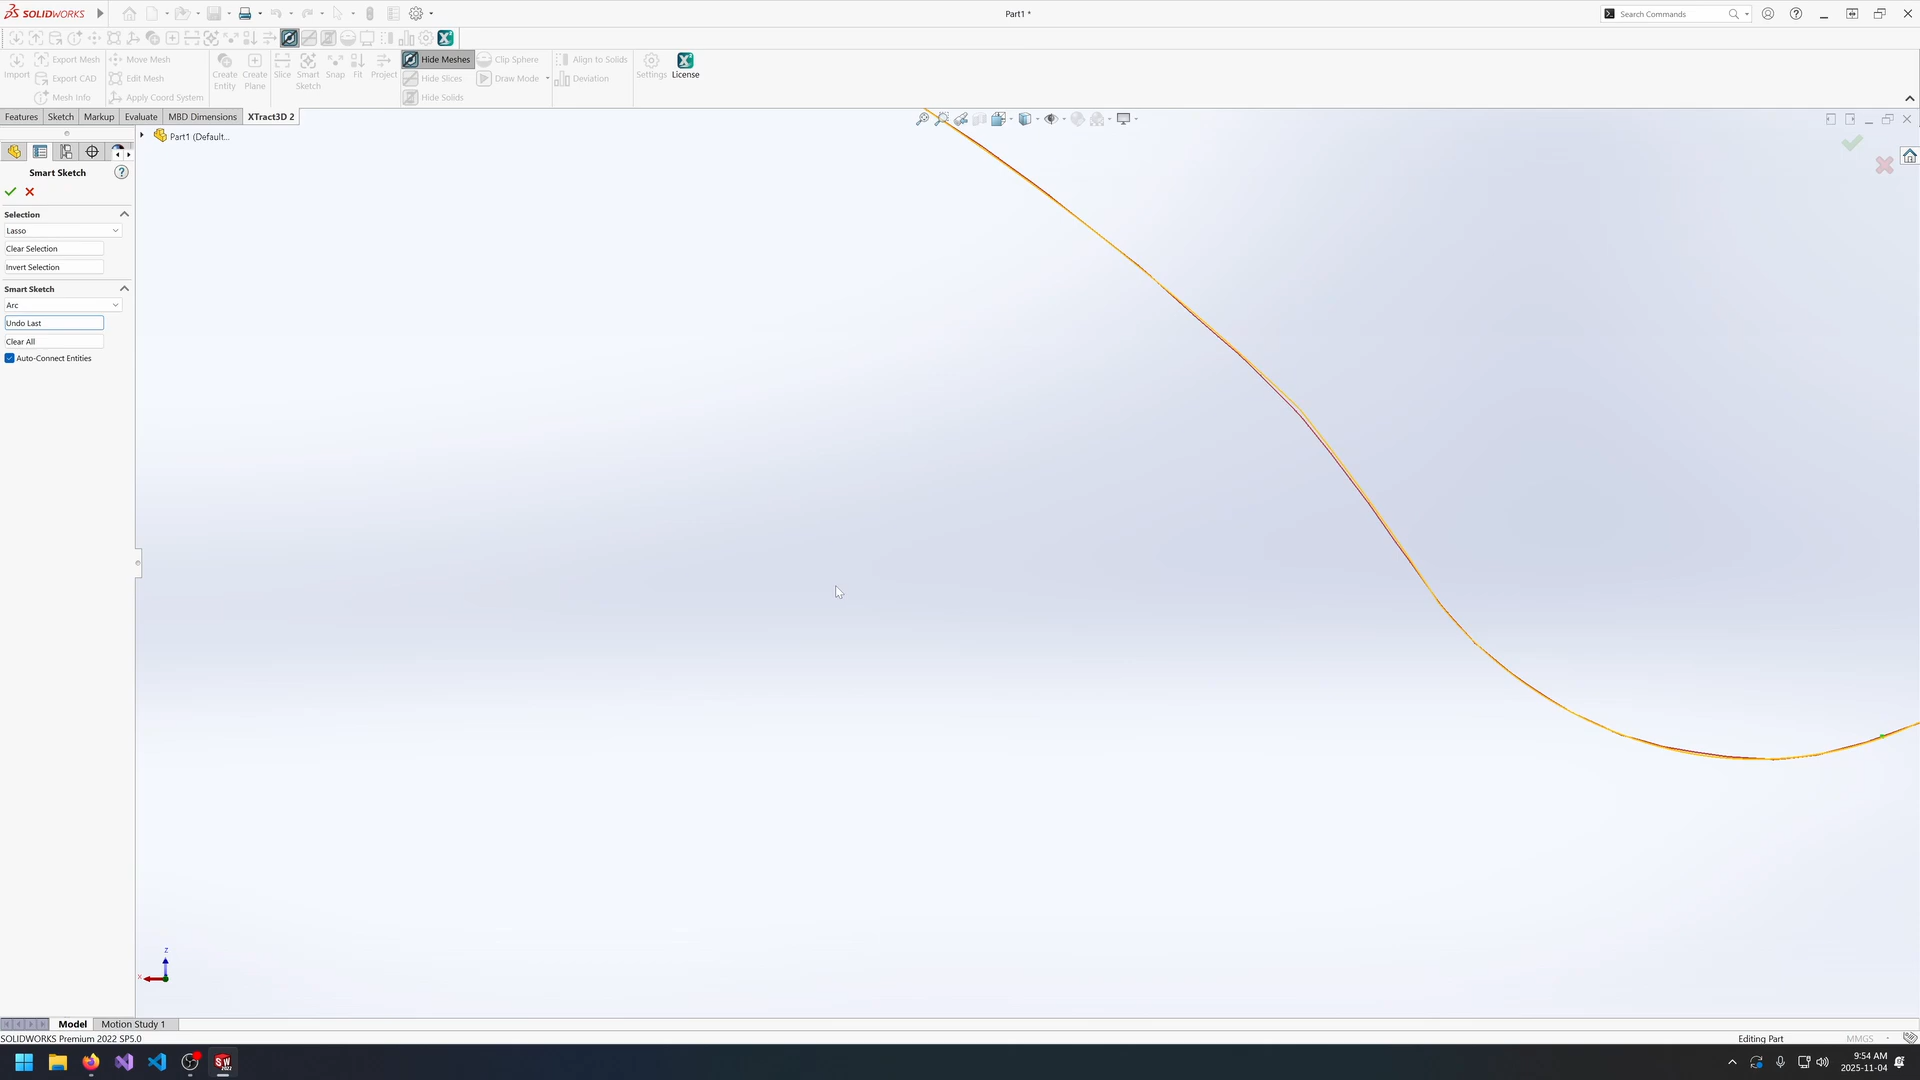 SOLIDWORKS
Part1 *
Search Commands
Import
Export Mesh
Export CAD
Mesh Info
Move Mesh
Edit Mesh
Apply Coord System
Create Entity
Create Plane
Slice
Smart Sketch
Snap
Fit
Project
Hide Meshes
Hide Slices
Hide Solids
Clip Sphere
Draw Mode
Align to Solids
Deviation
Settings
License
Features
Sketch
Markup
Evaluate
MBD Dimensions
XTract3D 2
Part1 (Default...
Smart Sketch
Selection
Lasso
Clear Selection
Invert Selection
Smart Sketch
Arc
Undo Last
Clear All
Auto-Connect Entities
Z
X
Model
Motion Study 1
SOLIDWORKS Premium 2022 SP5.0
Editing Part
MMGS
SW
2022
9:54 AM
2025-11-04